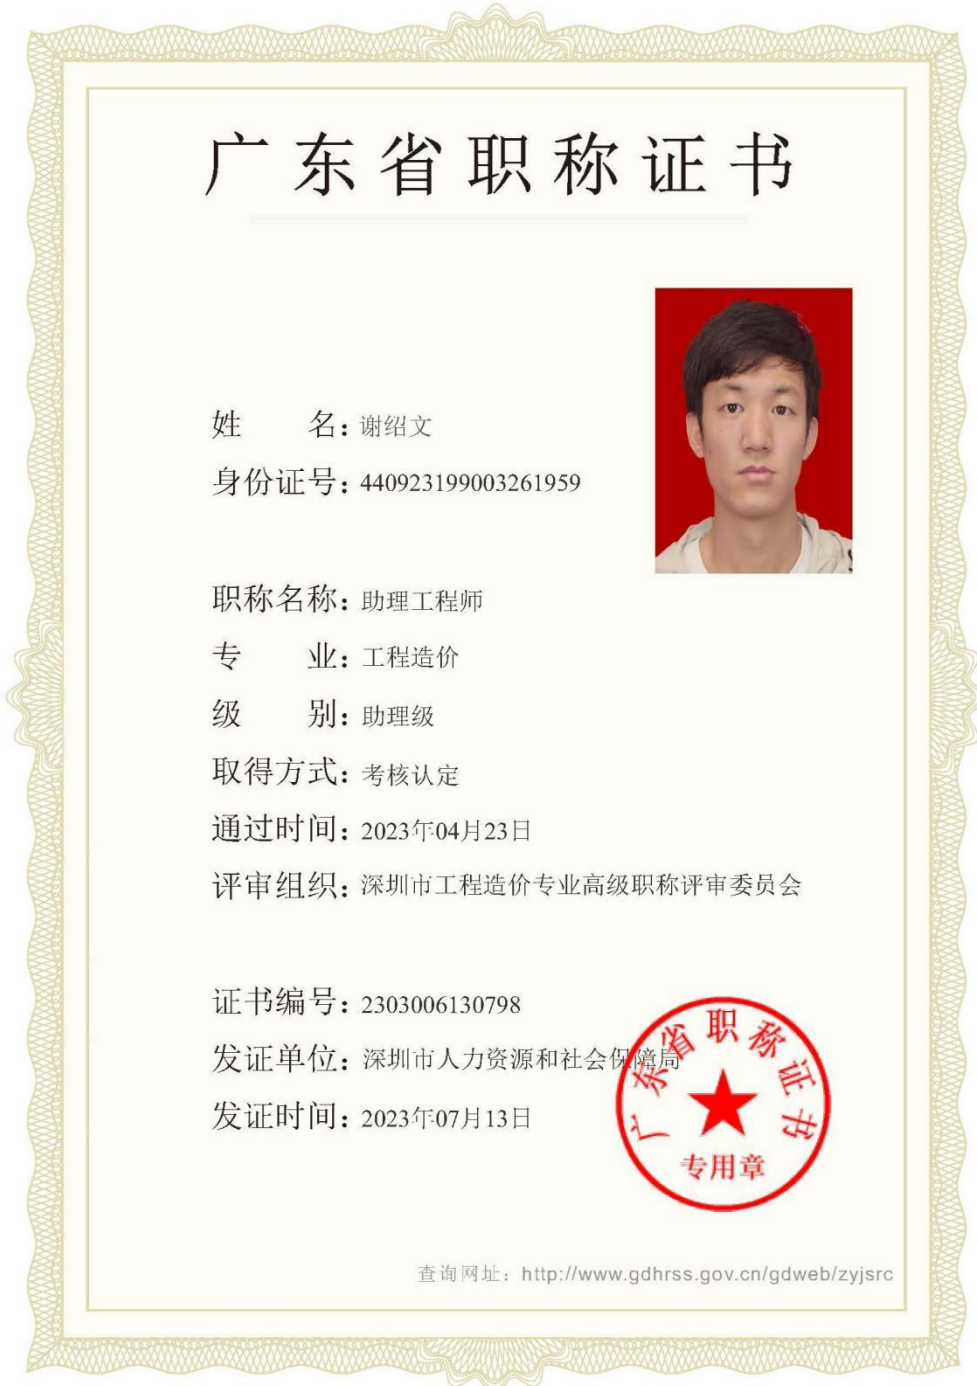 广东省职称证书
姓 名：谢绍文
身份证号：440923199003261959
职称名称：助理工程师
专 业：工程造价
级 别：助理级
取得方式：考核认定
通过时间：2023年04月23日
评审组织：深圳市工程造价专业高级职称评审委员会
证书编号：2303006130798
发证单位：深圳市人力资源和社会保障局
发证时间：2023年07月13日
广东省职称证书
专用章
查询网址：http://www.gdhrss.gov.cn/gdweb/zyjsrc